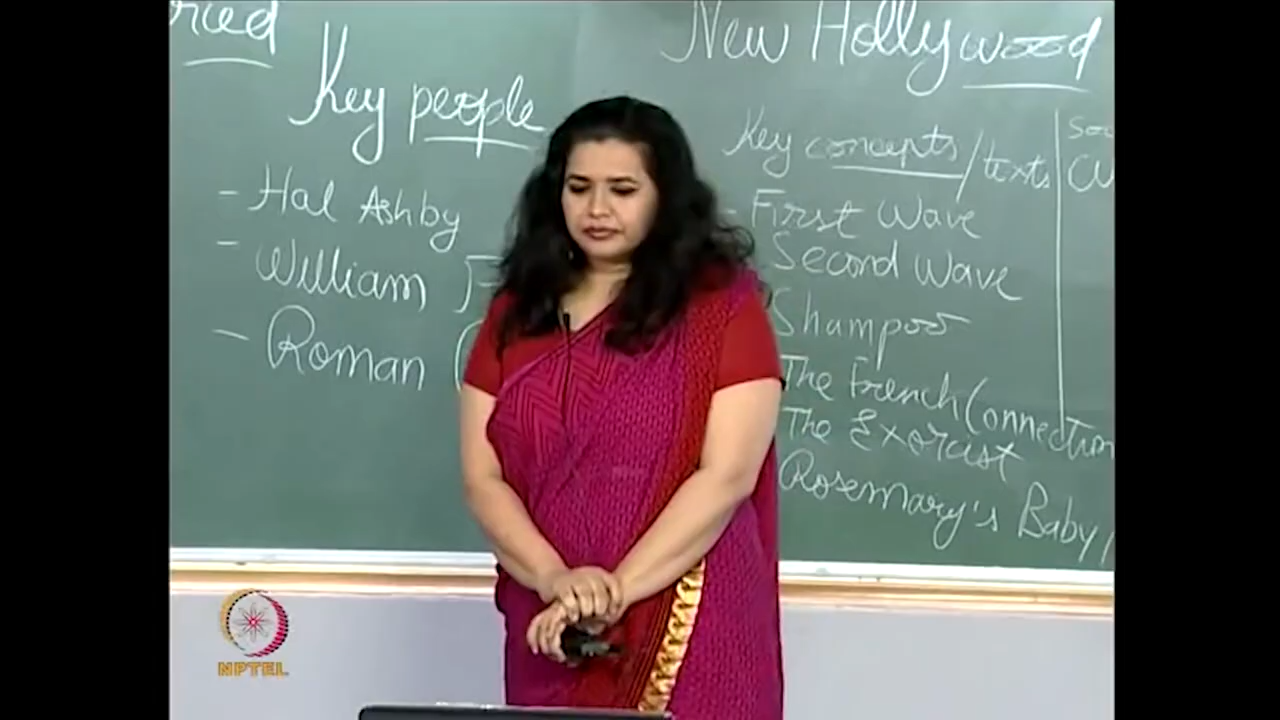 Key people
- Hal Ashby
- William
- Roman
New Hollywood
Key concepts/texts
- First Wave
Second Wave
Shampoo
The French Connection
The Exorcist
Rosemary's Baby/
NPTEL